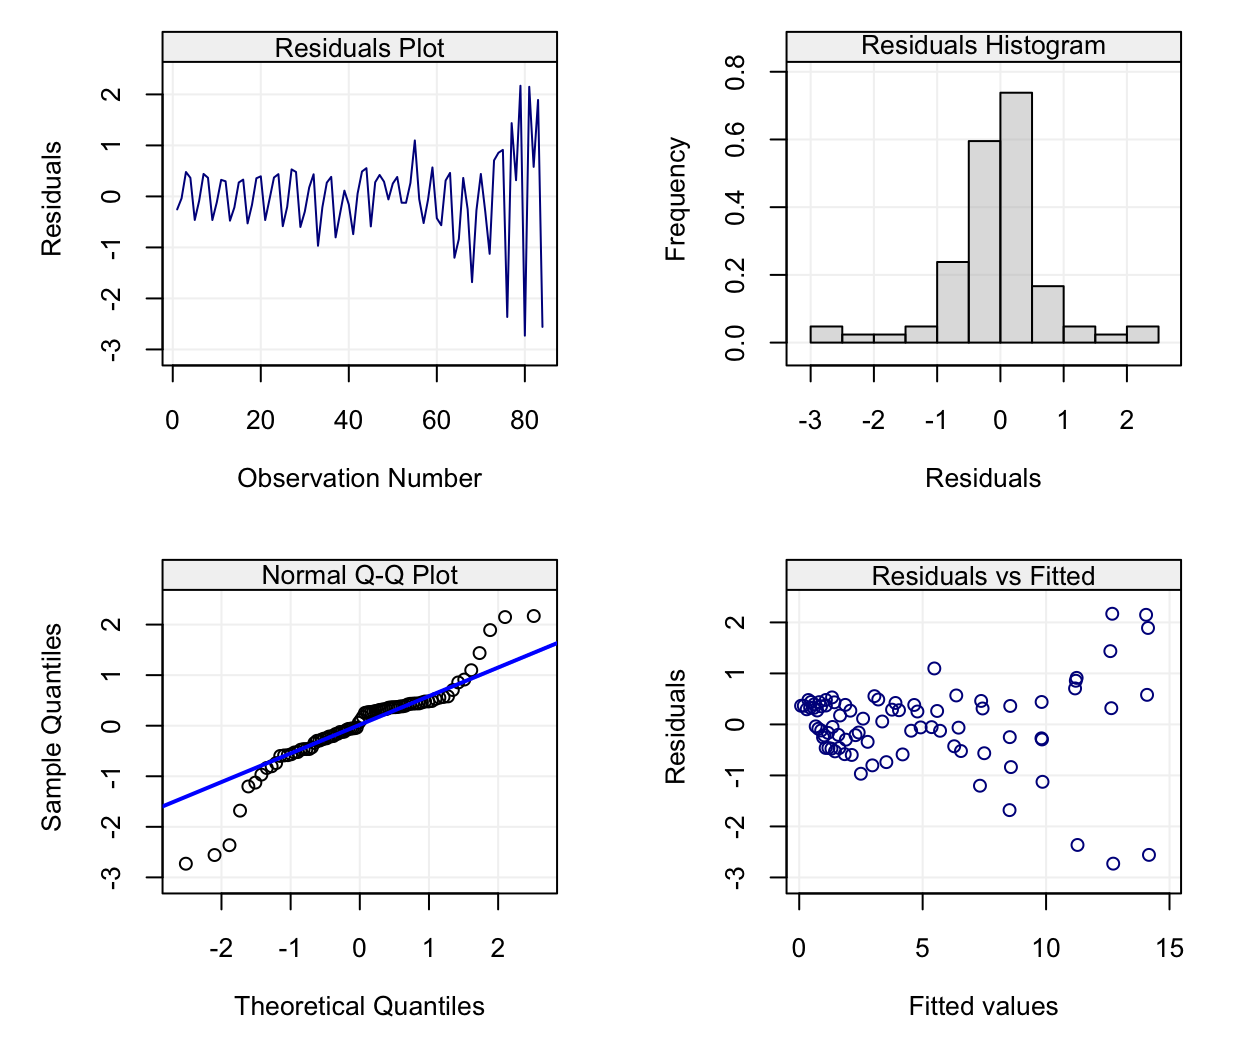 Residuals Plot
Residuals
2
1
0
-1
-2
-3
0 20 40 60 80
Observation Number
Residuals Histogram
Frequency
0.8
0.6
0.4
0.2
0.0
-3 -2 -1 0 1 2
Residuals
Normal Q-Q Plot
Sample Quantiles
2
1
0
-1
-2
-3
-2 -1 0 1 2
Theoretical Quantiles
Residuals vs Fitted
Residuals
2
1
0
-1
-2
-3
0 5 10 15
Fitted values